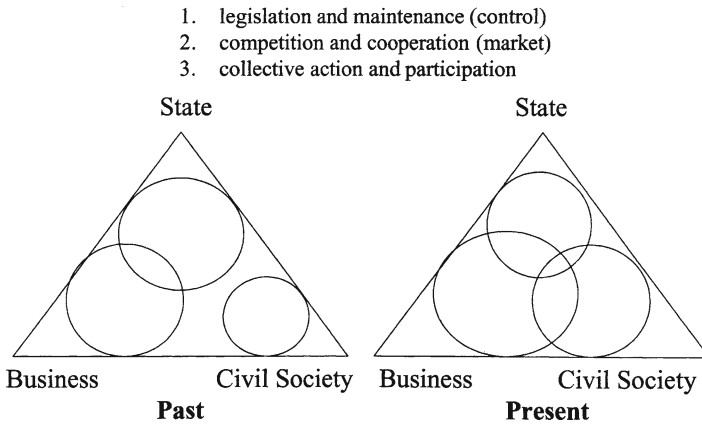 1. legislation and maintenance (control)
2. competition and cooperation (market)
3. collective action and participation
State
State
Business
Civil Society
Business
Civil Society
Past
Present